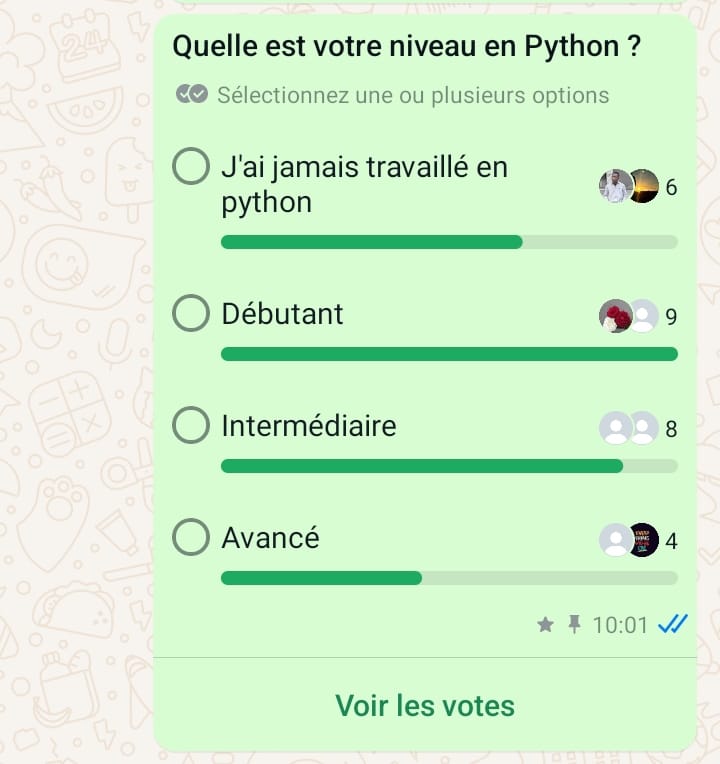 Quelle est votre niveau en Python ?
Sélectionnez une ou plusieurs options
J'ai jamais travaillé en
python
6
Débutant
9
Intermédiaire
8
Avancé
4
10:01
Voir les votes